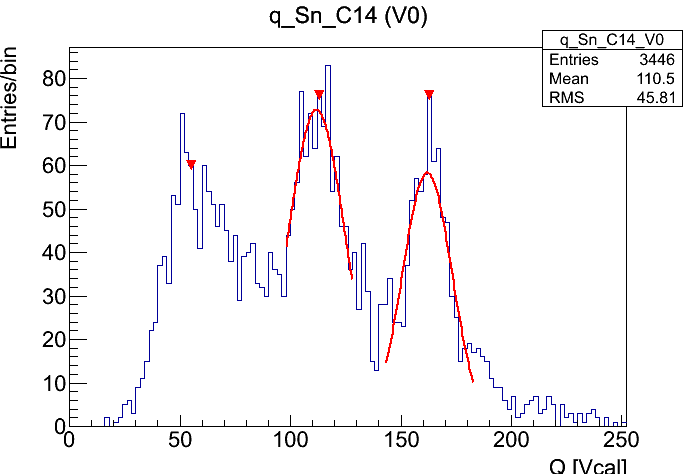 q_Sn_C14 (V0)
q_Sn_C14_V0
Entries 3446
Mean 110.5
RMS 45.81
Entries/bin
80
70
60
50
40
30
20
10
0
0 50 100 150 200 250
Q [Vcal]